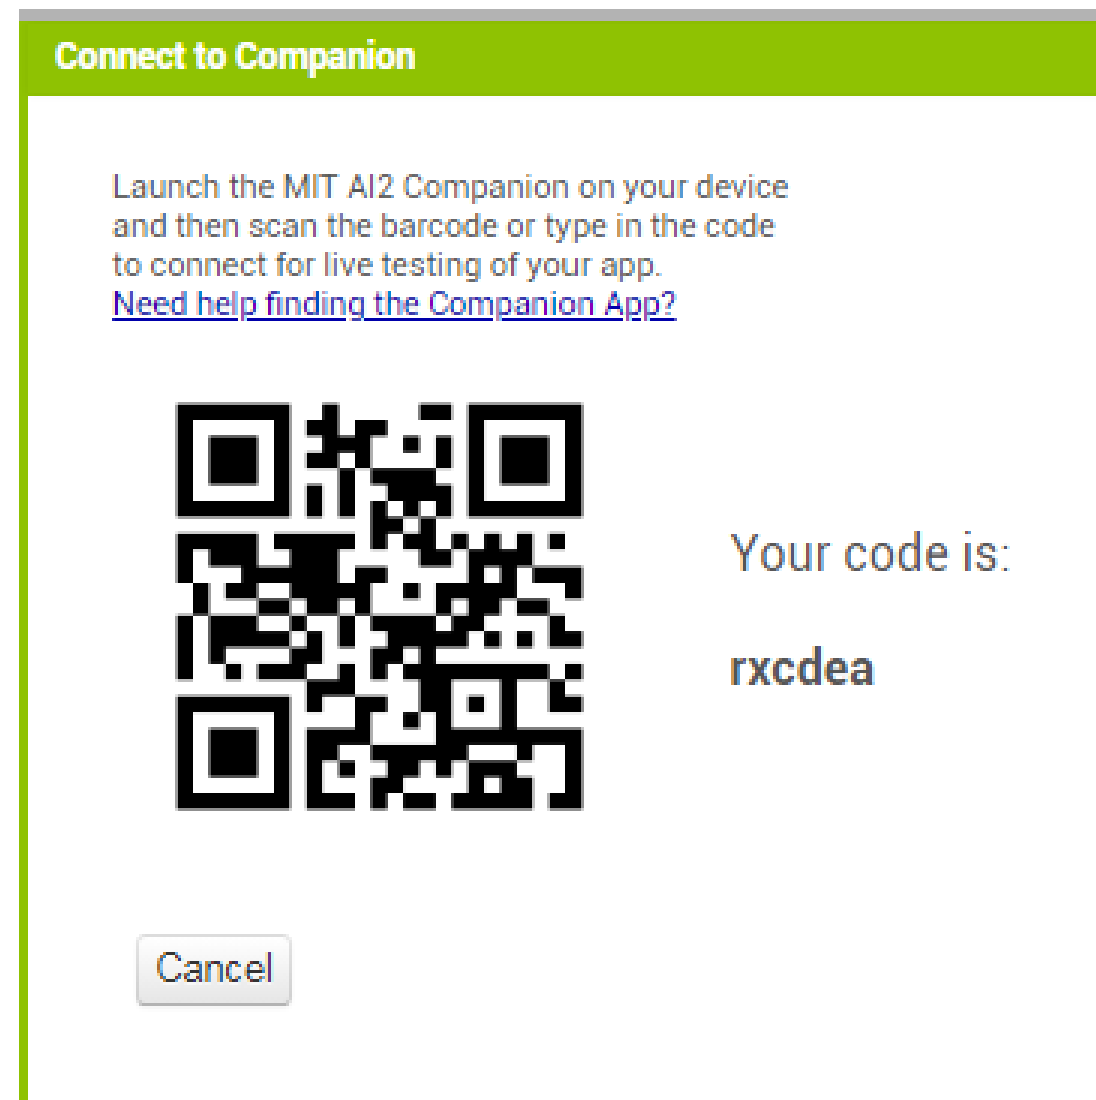 Connect to Companion
Launch the MIT AI2 Companion on your device
and then scan the barcode or type in the code
to connect for live testing of your app.
Need help finding the Companion App?
Your code is:
rxcdea
Cancel